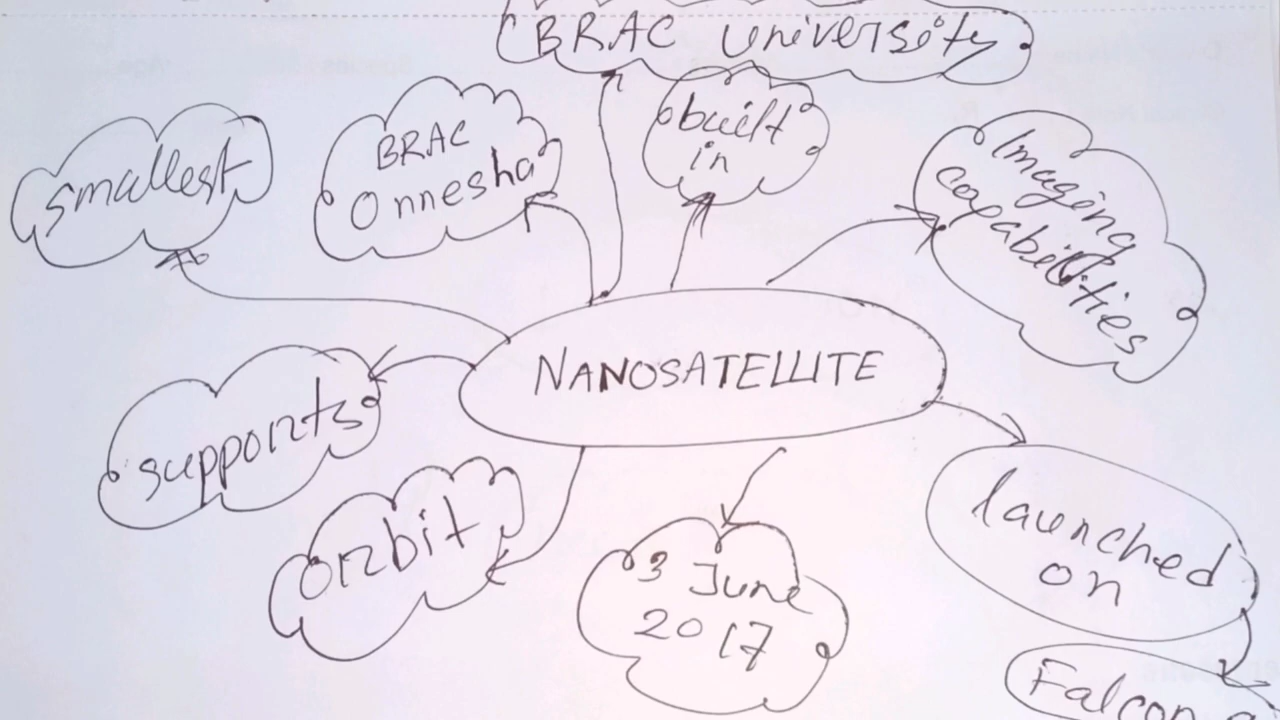 BRAC University
smallest
BRAC
Onnesha
built
in
Imaging
capabilities
NANOSATELLITE
supports
orbit
3 June
2017
launched
on
Falcon